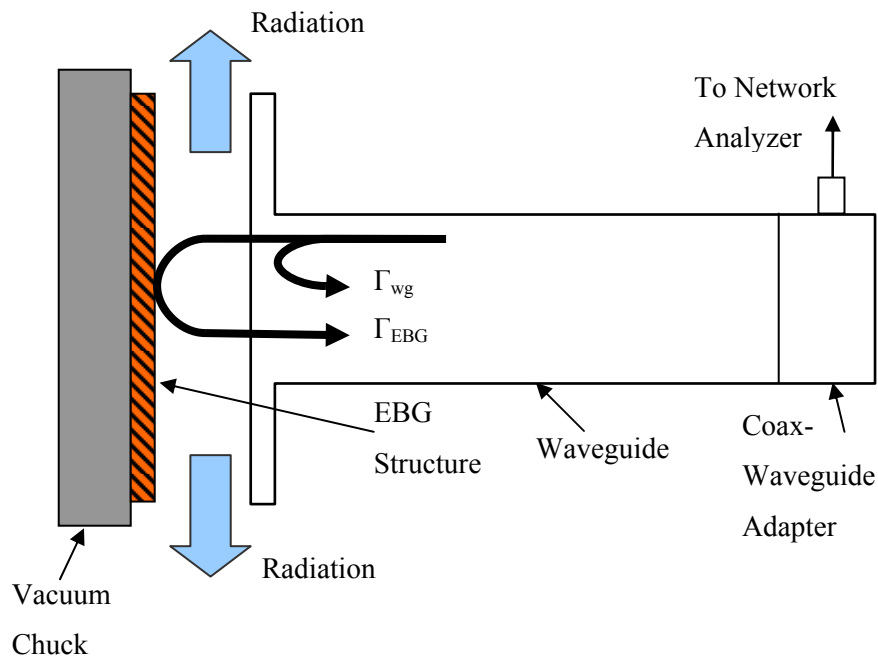 Radiation
To Network
Analyzer
Γwg
ΓEBG
EBG
Structure
Waveguide
Coax-
Waveguide
Adapter
Radiation
Vacuum
Chuck